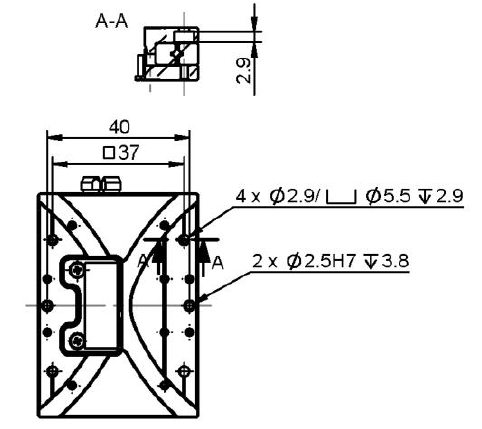 A-A
2.9
40
□37
4 x Ø2.9/ ⌴ Ø5.5 ↧2.9
A A
2 x Ø2.5H7 ↧3.8